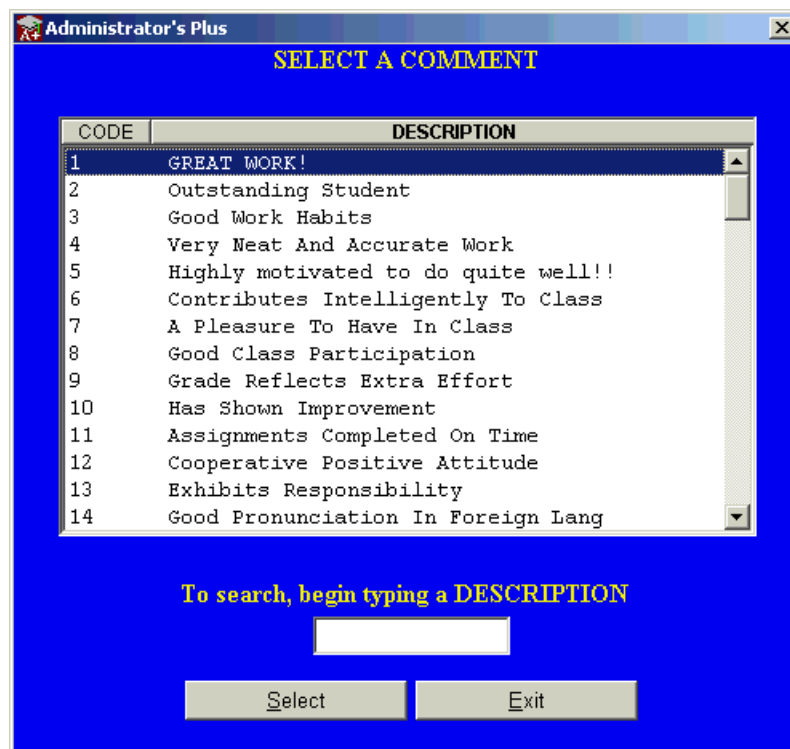 Administrator's Plus
SELECT A COMMENT
CODE DESCRIPTION
1 GREAT WORK!
2 Outstanding Student
3 Good Work Habits
4 Very Neat And Accurate Work
5 Highly motivated to do quite well!!
6 Contributes Intelligently To Class
7 A Pleasure To Have In Class
8 Good Class Participation
9 Grade Reflects Extra Effort
10 Has Shown Improvement
11 Assignments Completed On Time
12 Cooperative Positive Attitude
13 Exhibits Responsibility
14 Good Pronunciation In Foreign Lang
To search, begin typing a DESCRIPTION
Select Exit